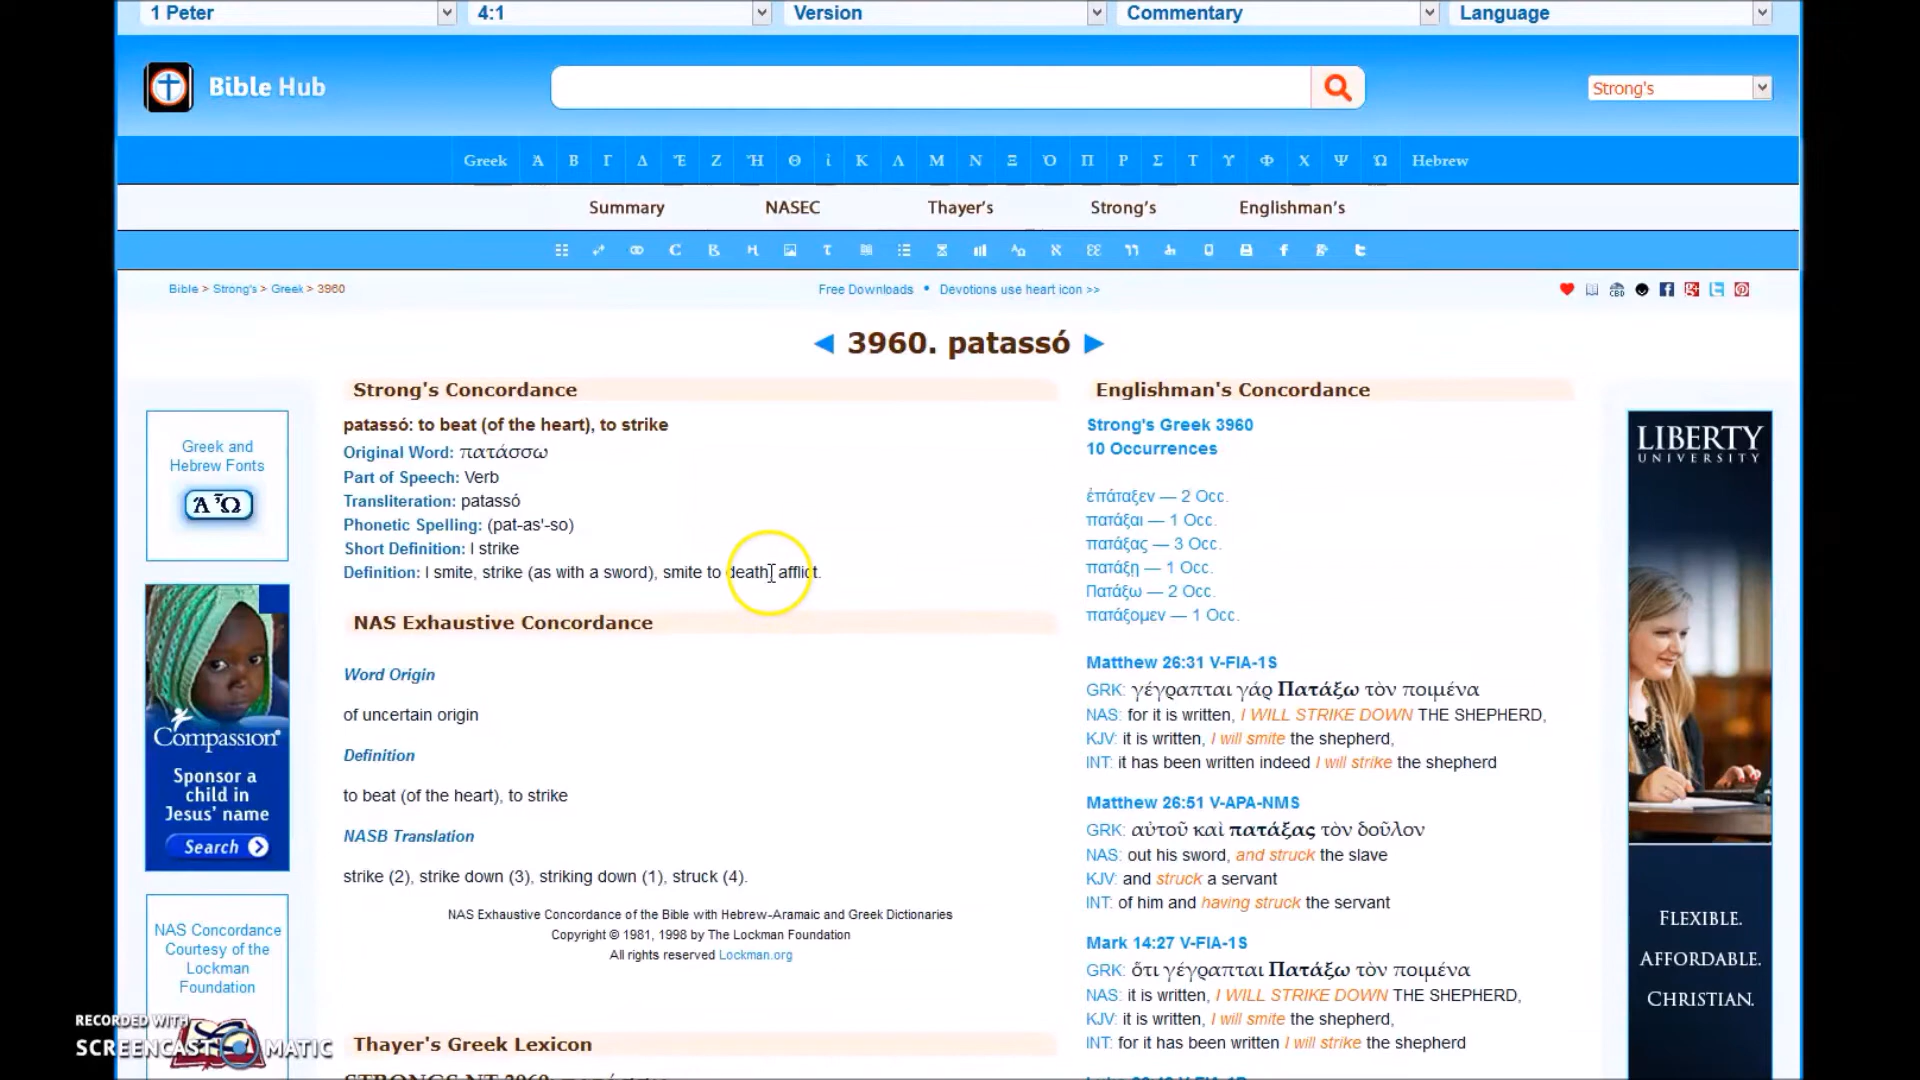 1 Peter 4:1 Version Commentary Language
Bible Hub
Strong's
Greek Ἀ Β Γ Δ Ἐ Ζ Ἡ Θ ἰ Κ Λ Μ Ν Ξ Ὀ Π Ρ Σ Τ Υ Φ Χ Ψ Ὠ Hebrew
Summary NASEC Thayer's Strong's Englishman's
Bible > Strong's > Greek > 3960
Free Downloads • Devotions use heart icon >>
◄ 3960. patassó ►
Strong's Concordance
patassó: to beat (of the heart), to strike
Original Word: πατάσσω
Part of Speech: Verb
Transliteration: patassó
Phonetic Spelling: (pat-as'-so)
Short Definition: I strike
Definition: I smite, strike (as with a sword), smite to death, afflict.
NAS Exhaustive Concordance
Word Origin
of uncertain origin
Definition
to beat (of the heart), to strike
NASB Translation
strike (2), strike down (3), striking down (1), struck (4).
NAS Exhaustive Concordance of the Bible with Hebrew-Aramaic and Greek Dictionaries
Copyright © 1981, 1998 by The Lockman Foundation
All rights reserved Lockman.org
Thayer's Greek Lexicon
STRONGS NT 3960: πατάσσω
Englishman's Concordance
Strong's Greek 3960
10 Occurrences
ἐπάταξεν — 2 Occ.
πατάξαι — 1 Occ.
πατάξας — 3 Occ.
πατάξῃ — 1 Occ.
Πατάξω — 2 Occ.
πατάξομεν — 1 Occ.
Matthew 26:31 V-FIA-1S
GRK: γέγραπται γάρ Πατάξω τὸν ποιμένα
NAS: for it is written, I WILL STRIKE DOWN THE SHEPHERD,
KJV: it is written, I will smite the shepherd,
INT: it has been written indeed I will strike the shepherd
Matthew 26:51 V-APA-NMS
GRK: αὐτοῦ καὶ πατάξας τὸν δοῦλον
NAS: out his sword, and struck the slave
KJV: and struck a servant
INT: of him and having struck the servant
Mark 14:27 V-FIA-1S
GRK: ὅτι γέγραπται Πατάξω τὸν ποιμένα
NAS: it is written, I WILL STRIKE DOWN THE SHEPHERD,
KJV: it is written, I will smite the shepherd,
INT: for it has been written I will strike the shepherd
Greek and
Hebrew Fonts
Ἀ Ὠ
Compassion®
Sponsor a
child in
Jesus' name
Search
NAS Concordance
Courtesy of the
Lockman
Foundation
LIBERTY
UNIVERSITY
FLEXIBLE.
AFFORDABLE.
CHRISTIAN.
RECORDED WITH
SCREENCAST MATIC